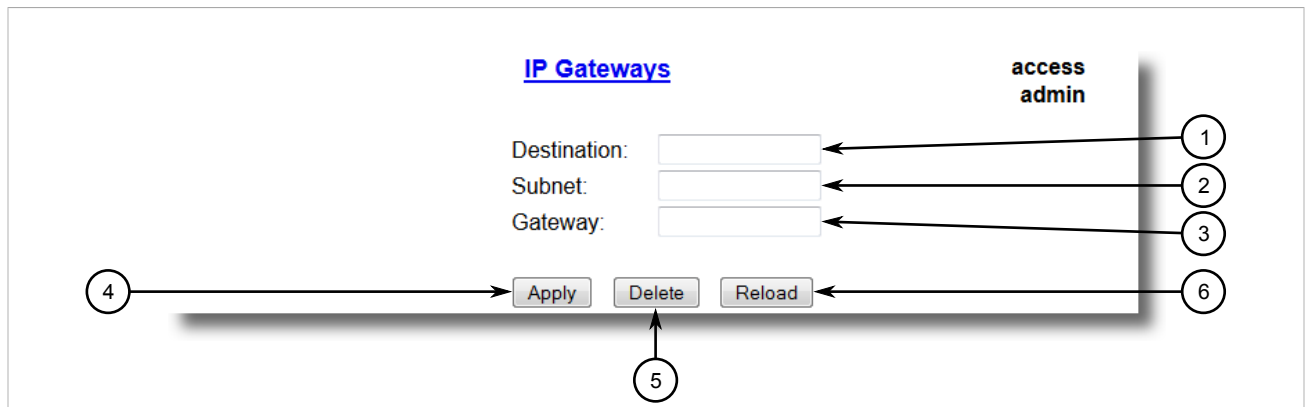 IP Gateways
access
admin
Destination:
1
Subnet:
2
Gateway:
3
4
Apply Delete Reload
6
5